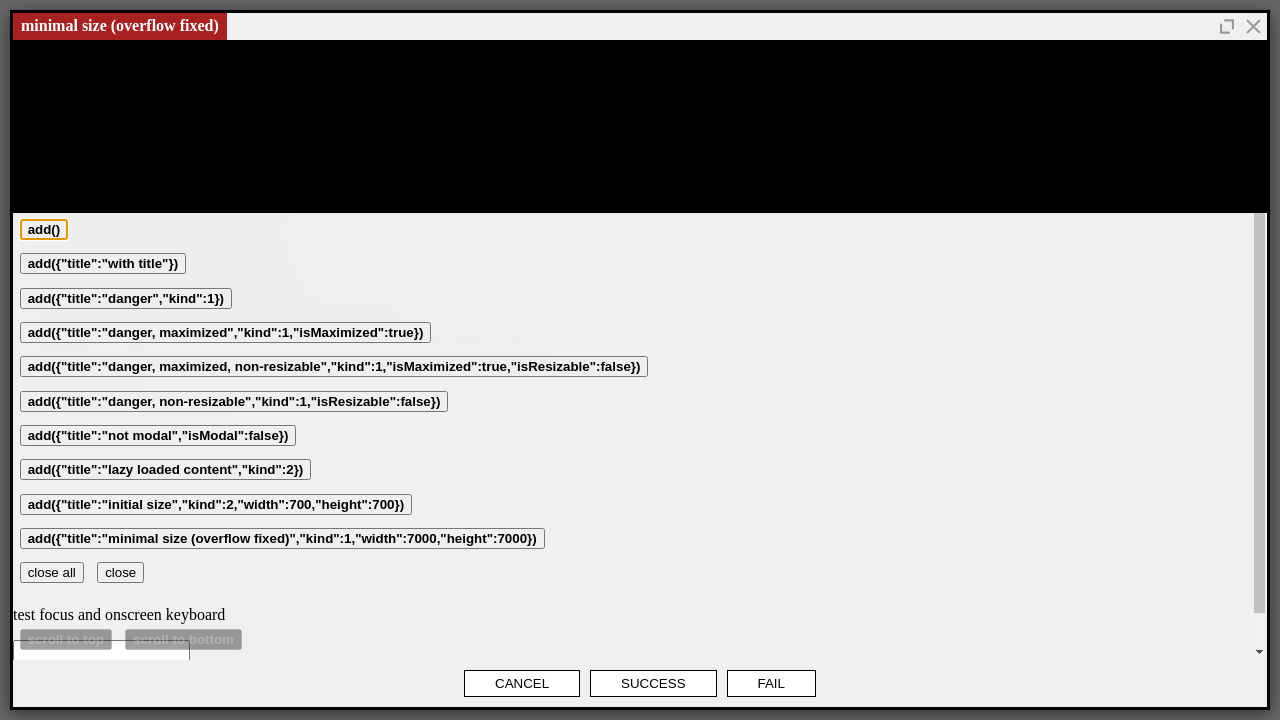 minimal size (overflow fixed)
add()
add({"title":"with title"})
add({"title":"danger","kind":1})
add({"title":"danger, maximized","kind":1,"isMaximized":true})
add({"title":"danger, maximized, non-resizable","kind":1,"isMaximized":true,"isResizable":false})
add({"title":"danger, non-resizable","kind":1,"isResizable":false})
add({"title":"not modal","isModal":false})
add({"title":"lazy loaded content","kind":2})
add({"title":"initial size","kind":2,"width":700,"height":700})
add({"title":"minimal size (overflow fixed)","kind":1,"width":7000,"height":7000})
close all close
test focus and onscreen keyboard
scroll to top scroll to bottom
CANCEL SUCCESS FAIL